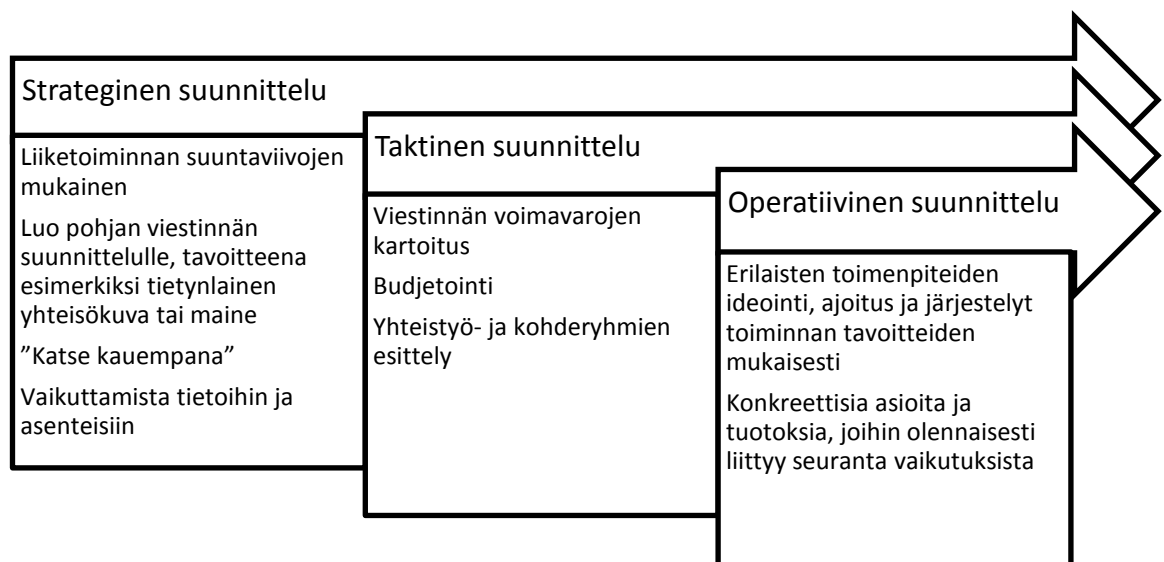 Strateginen suunnittelu
Liiketoiminnan suuntaviivojen
mukainen
Luo pohjan viestinnän
suunnittelulle, tavoitteena
esimerkiksi tietynlainen
yhteisökuva tai maine
”Katse kauempana”
Vaikuttamista tietoihin ja
asenteisiin
Taktinen suunnittelu
Viestinnän voimavarojen
kartoitus
Budjetointi
Yhteistyö- ja kohderyhmien
esittely
Operatiivinen suunnittelu
Erilaisten toimenpiteiden
ideointi, ajoitus ja järjestelyt
toiminnan tavoitteiden
mukaisesti
Konkreettisia asioita ja
tuotoksia, joihin olennaisesti
liittyy seuranta vaikutuksista